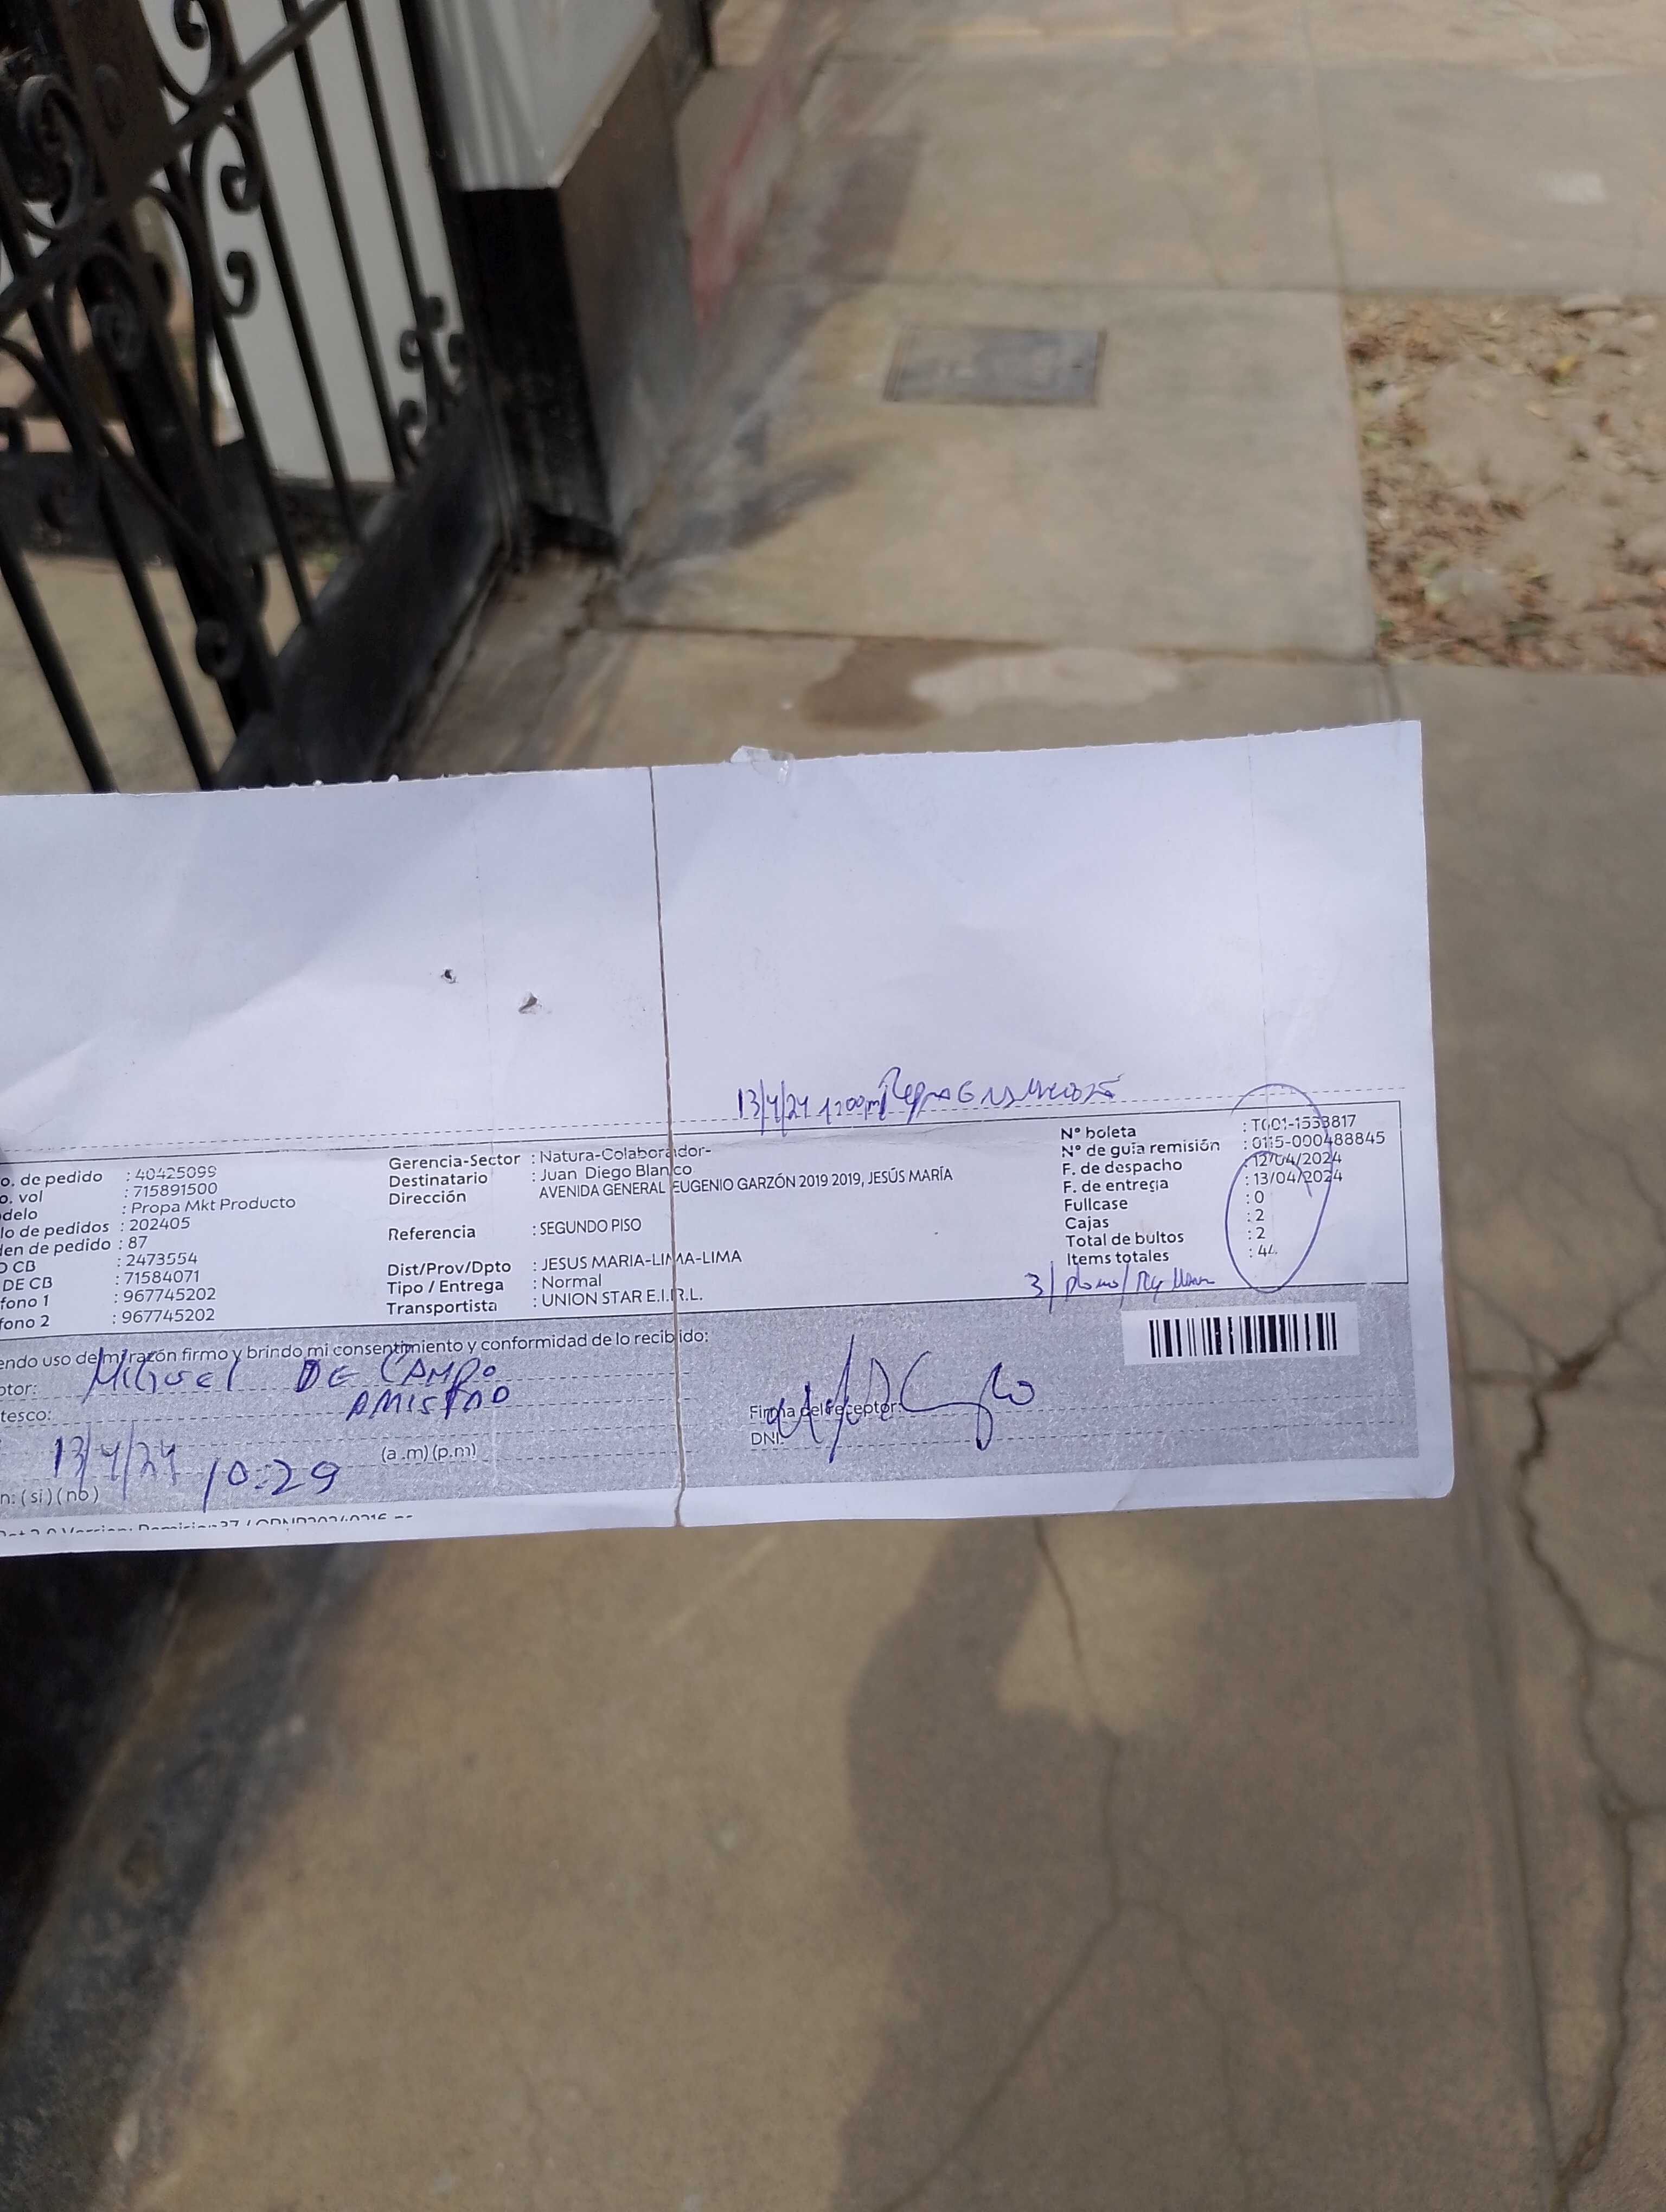 13/4/24 1:00pm
o. de pedido : 40425099
o. vol : 715891500
delo : Propa Mkt Producto
lo de pedidos : 202405
den de pedido : 87
O CB : 2473554
DE CB : 71584071
fono 1 : 967745202
fono 2 : 967745202
Gerencia-Sector : Natura-Colaborador-
Destinatario : Juan Diego Blanco
Dirección AVENIDA GENERAL EUGENIO GARZÓN 2019 2019, JESÚS MARÍA
Referencia : SEGUNDO PISO
Dist/Prov/Dpto : JESUS MARIA-LIMA-LIMA
Tipo / Entrega : Normal
Transportista : UNION STAR E.I.R.L.
N° boleta : T001-1553817
N° de guía remisión : 0115-000488845
F. de despacho : 12/04/2024
F. de entrega : 13/04/2024
Fullcase : 0
Cajas : 2
Total de bultos : 2
Items totales : 44
3/
endo uso de mi razón firmo y brindo mi consentimiento y conformidad de lo recibido:
ptor: Miguel DE CAMPO
tesco: AMISTAD
13/4/24 10:29 (a.m) (p.m)
n: (si) (no)
Firma del receptor:
DNI: